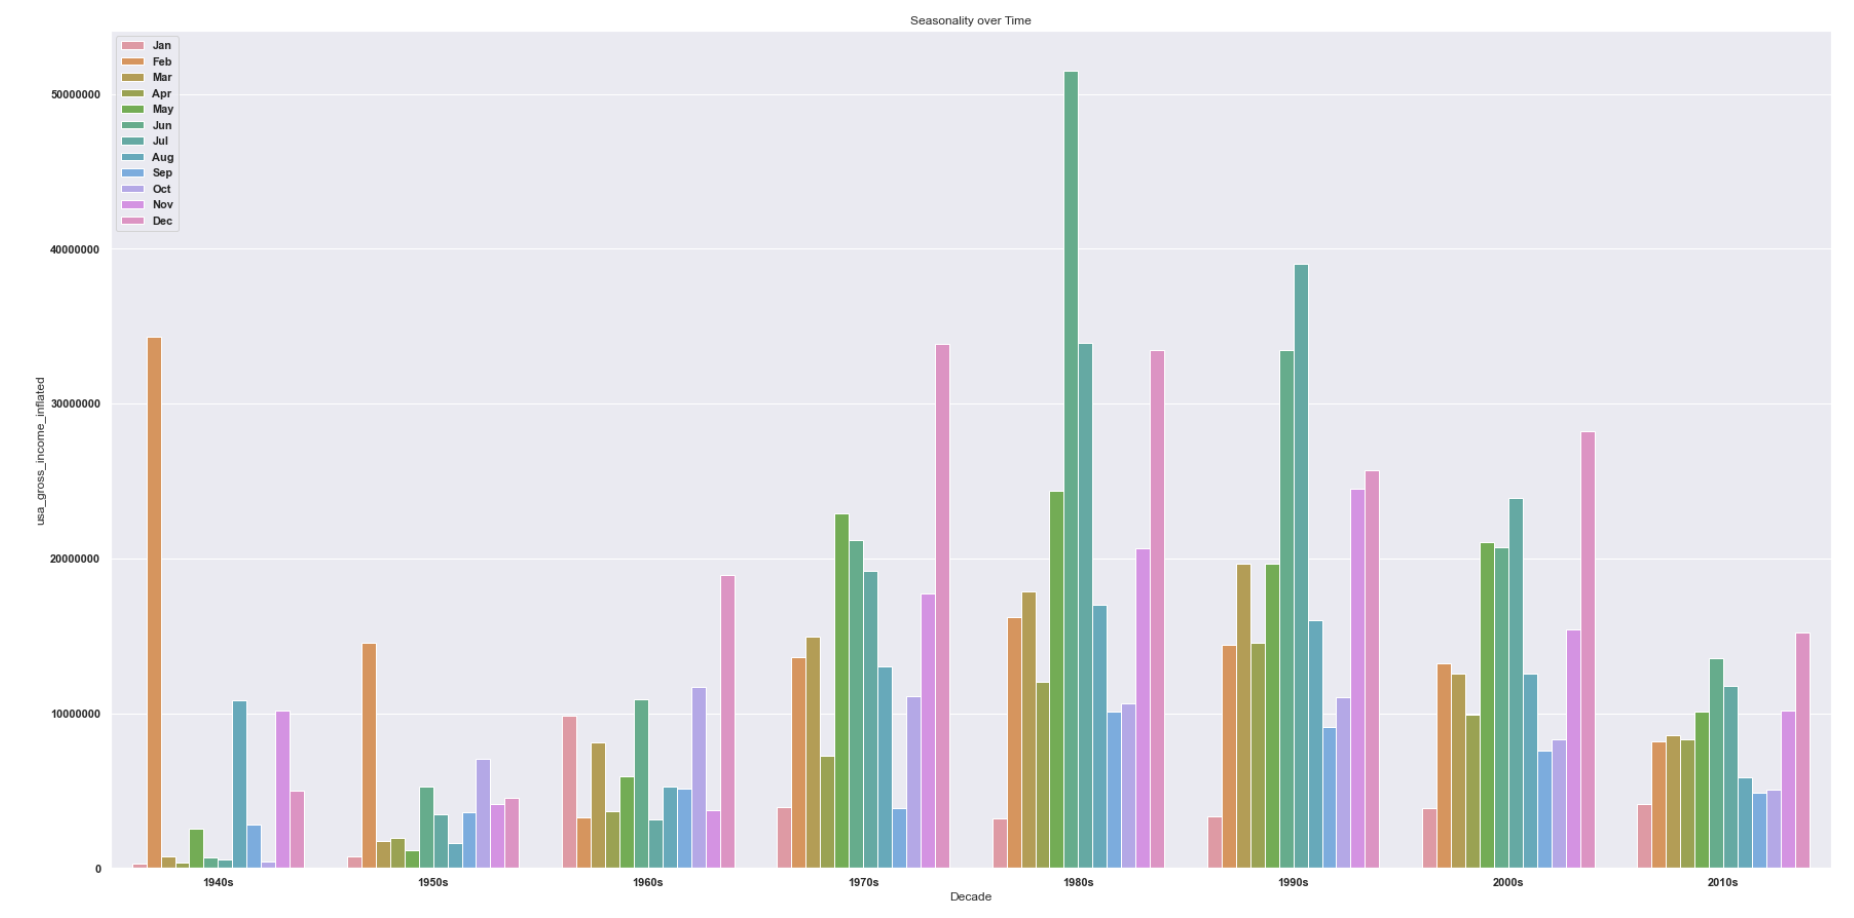 Seasonality over Time
Jan
Feb
Mar
Apr
May
Jun
Jul
Aug
Sep
Oct
Nov
Dec
50000000
40000000
30000000
20000000
10000000
0
usa_gross_income_inflated
1940s 1950s 1960s 1970s 1980s 1990s 2000s 2010s
Decade